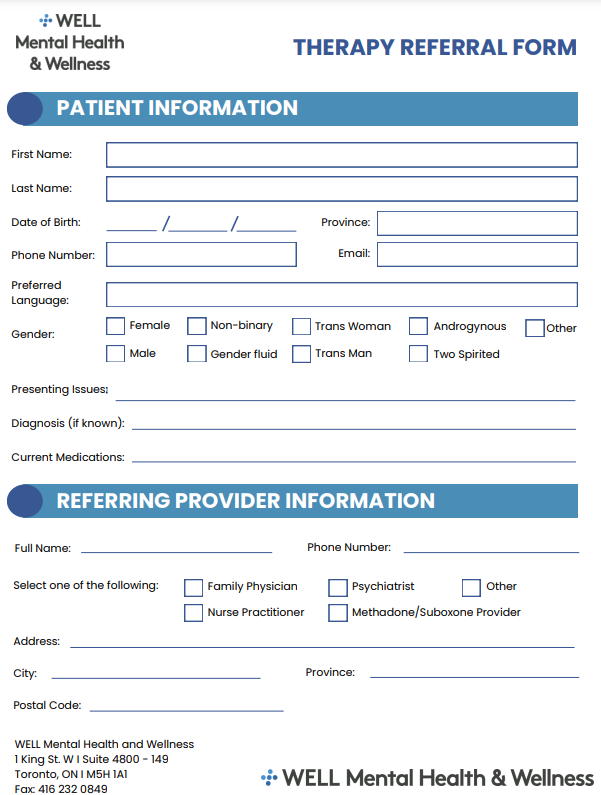 WELL
Mental Health
& Wellness
THERAPY REFERRAL FORM
PATIENT INFORMATION
First Name:
Last Name:
Date of Birth: / / Province:
Phone Number: Email:
Preferred
Language:
Gender: Female Non-binary Trans Woman Androgynous Other
Male Gender fluid Trans Man Two Spirited
Presenting Issues:
Diagnosis (if known):
Current Medications:
REFERRING PROVIDER INFORMATION
Full Name: Phone Number:
Select one of the following: Family Physician Psychiatrist Other
Nurse Practitioner Methadone/Suboxone Provider
Address:
City: Province:
Postal Code:
WELL Mental Health and Wellness
1 King St. W I Suite 4800 - 149
Toronto, ON I M5H 1A1
Fax: 416 232 0849
WELL Mental Health & Wellness